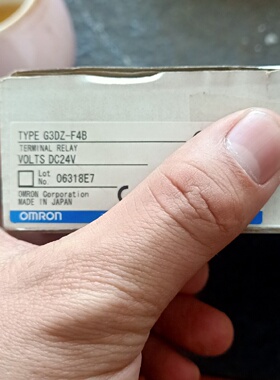 TYPE G3DZ-F4B
TERMINAL RELAY
VOLTS DC24V
Lot No. 06318E7
OMRON Corporation
MADE IN JAPAN
OMRON